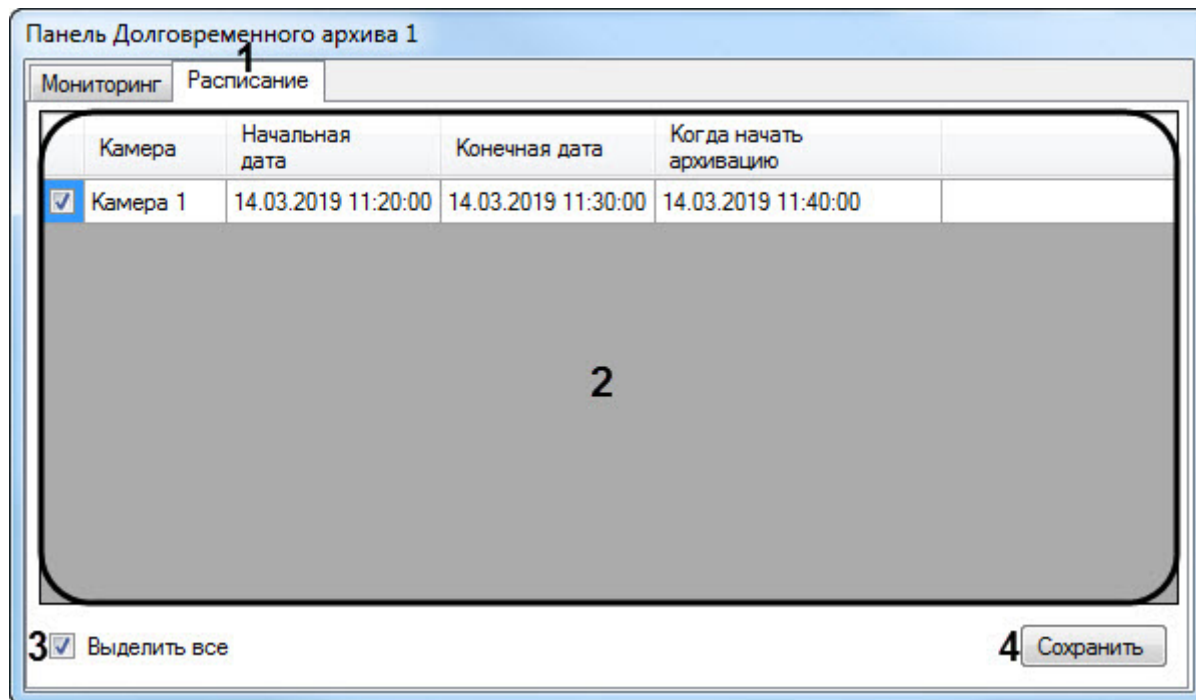 Панель Долговременного архива 1
1
Мониторинг Расписание
Камера Начальная дата Конечная дата Когда начать архивацию
Камера 1 14.03.2019 11:20:00 14.03.2019 11:30:00 14.03.2019 11:40:00
2
3 Выделить все 4 Сохранить